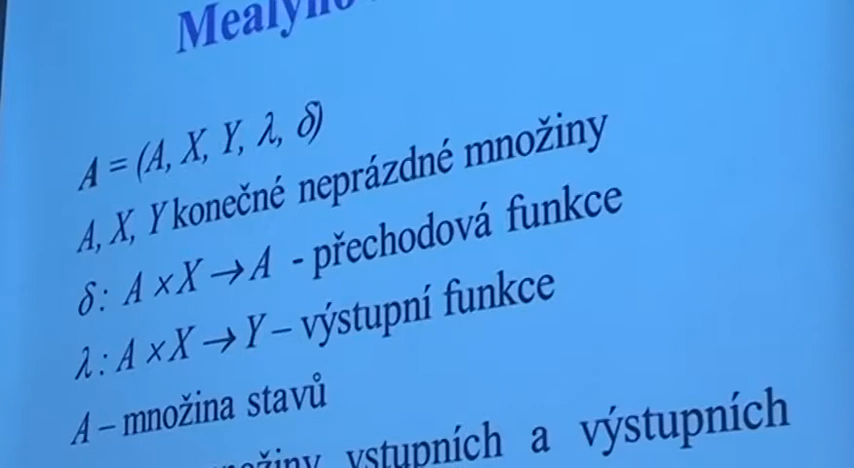 A = (A, X, Y, λ, δ)
A, X, Y konečné neprázdné množiny
δ: A × X → A - přechodová funkce
λ: A × X → Y – výstupní funkce
A – množina stavů
vstupních a výstupních